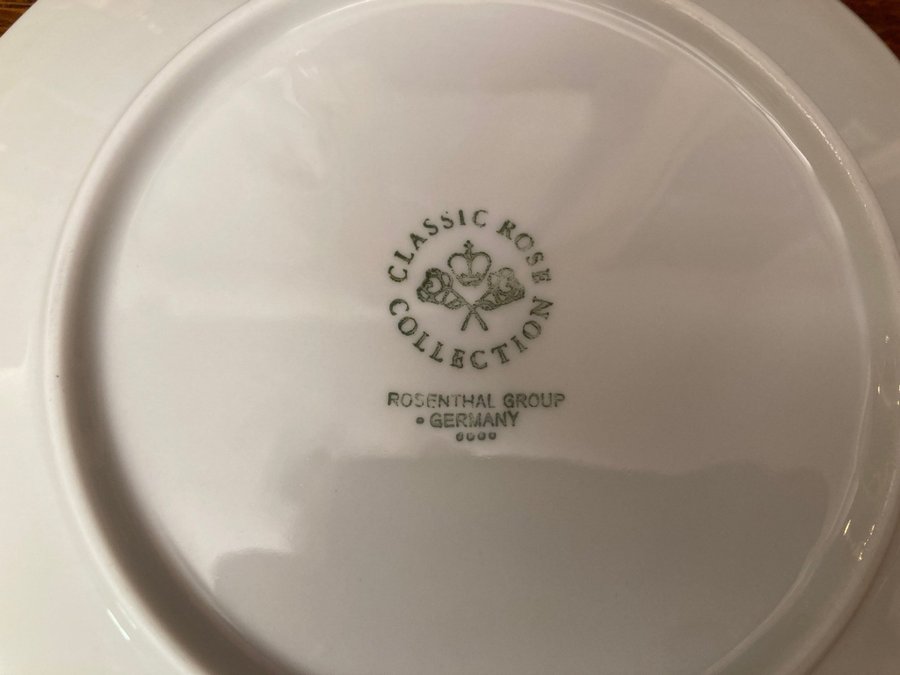 CLASSIC ROSE
COLLECTION
ROSENTHAL GROUP
GERMANY